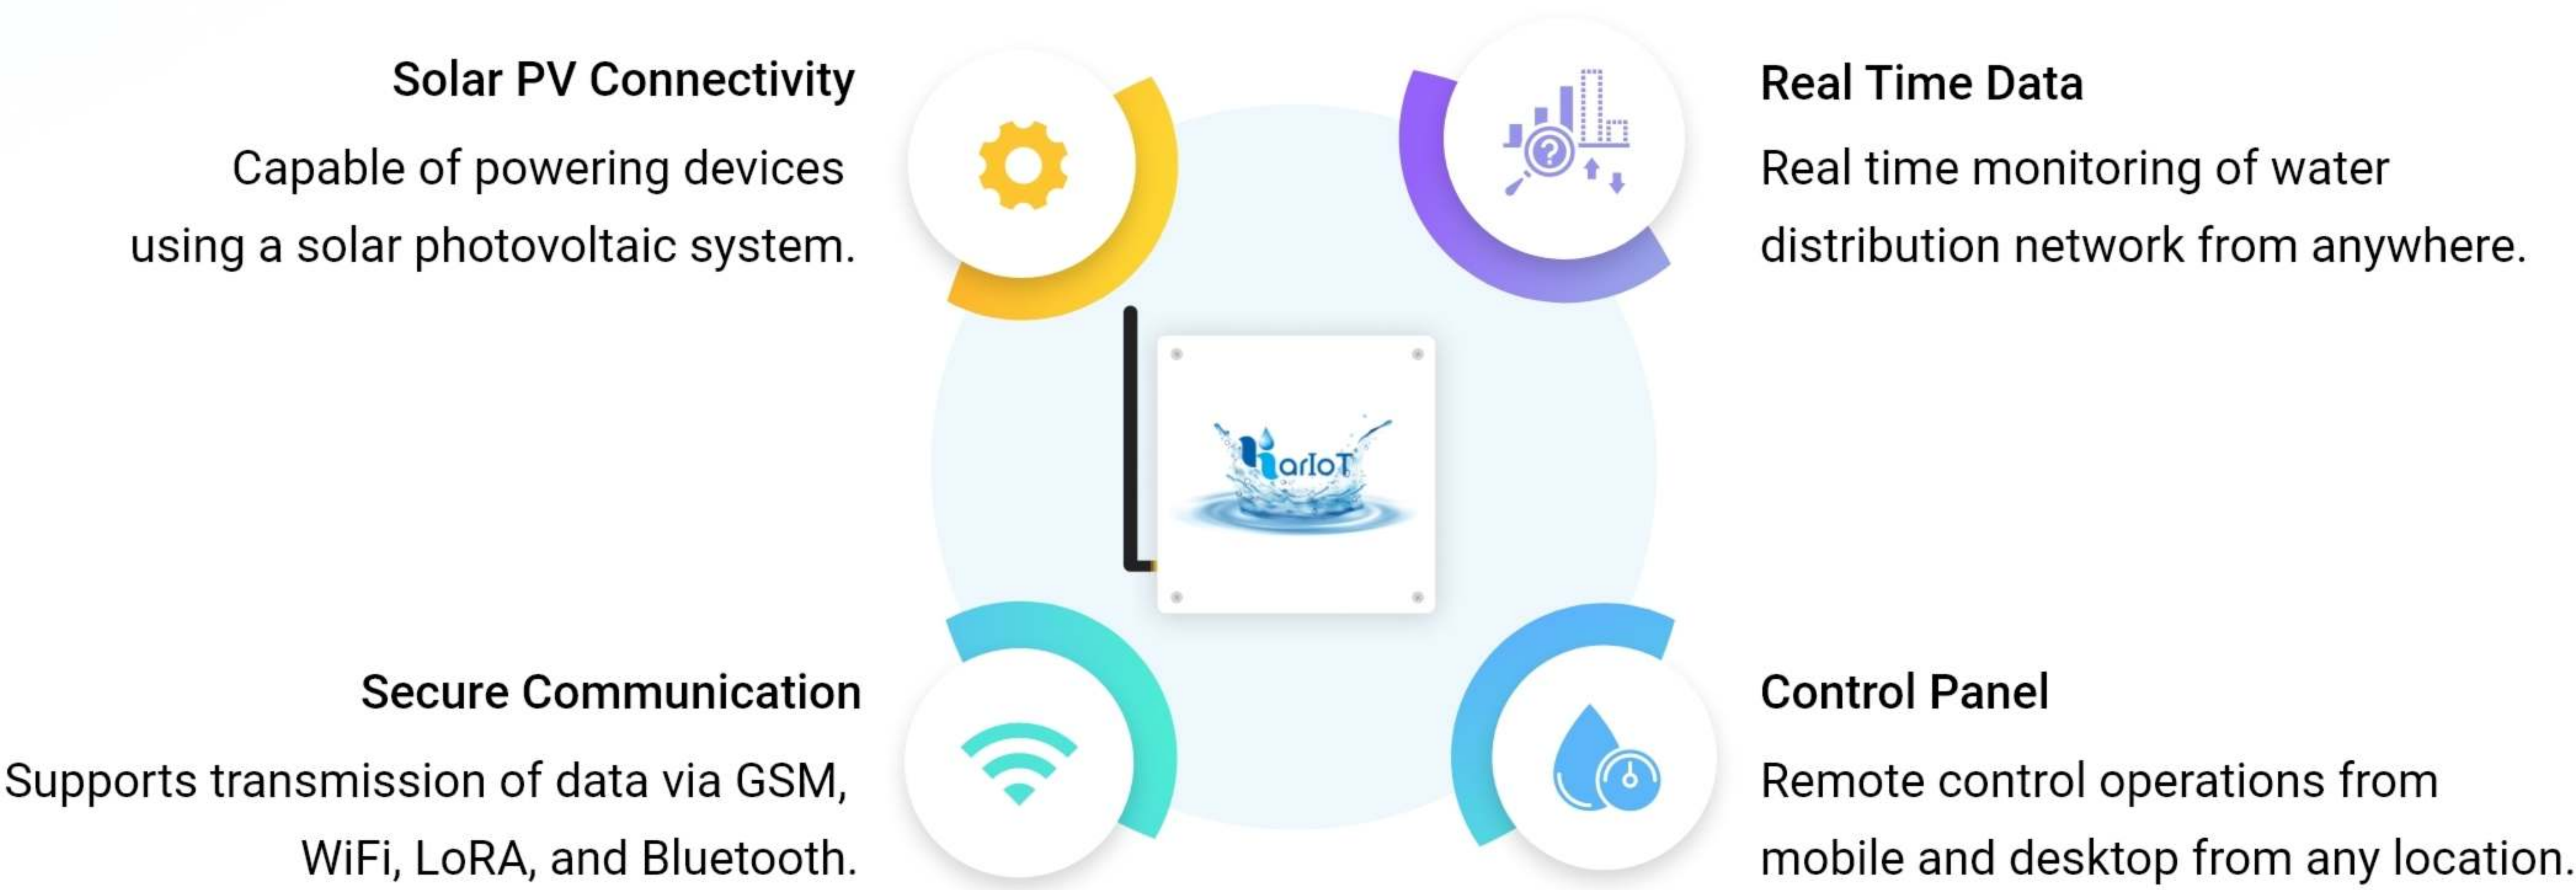 Solar PV Connectivity
Capable of powering devices
using a solar photovoltaic system.
Real Time Data
Real time monitoring of water
distribution network from anywhere.
?
HarIoT
Secure Communication
Supports transmission of data via GSM,
WiFi, LoRA, and Bluetooth.
Control Panel
Remote control operations from
mobile and desktop from any location.